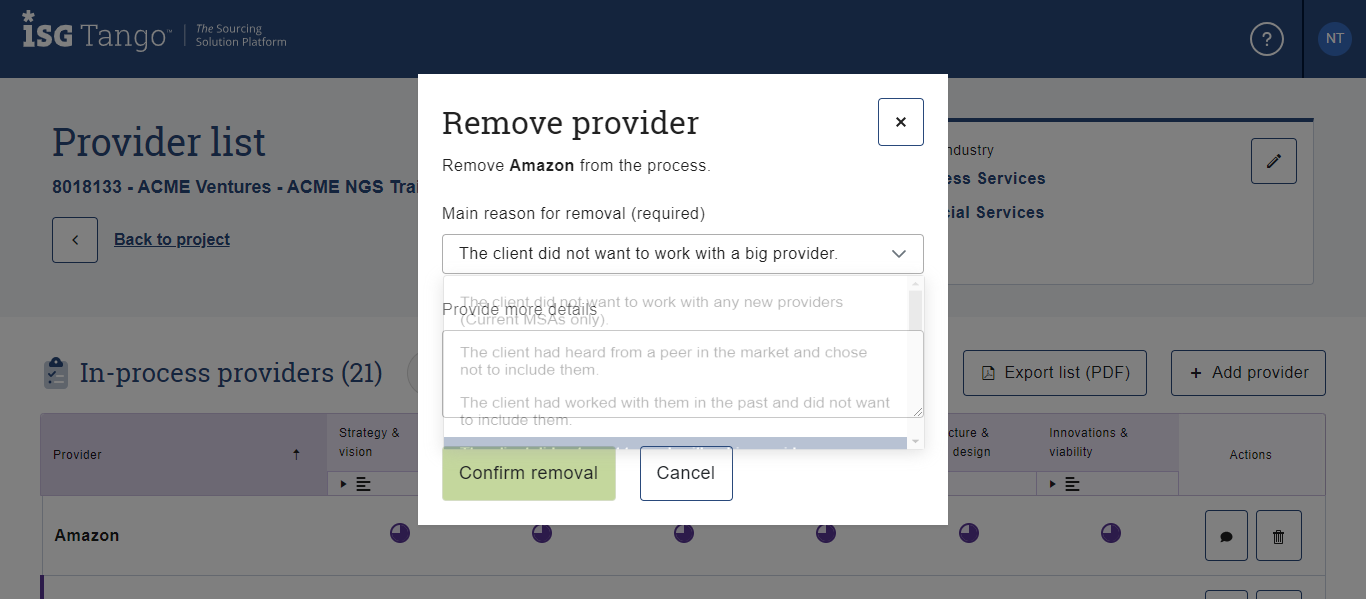 ISG Tango™ The Sourcing
Solution Platform
?
NT
Provider list
8018133 - ACME Ventures - ACME NGS Trai
Back to project
Remove provider
Remove Amazon from the process.
Main reason for removal (required)
The client did not want to work with a big provider.
The client did not want to work with any new providers
(Current MSAs only).
Provide more details
The client had heard from a peer in the market and chose
not to include them.
The client had worked with them in the past and did not want
to include them.
Confirm removal
Cancel
ndustry
ess Services
ial Services
In-process providers (21)
Export list (PDF)
+ Add provider
Provider
Strategy &
vision
cture &
design
Innovations &
viability
Actions
Amazon